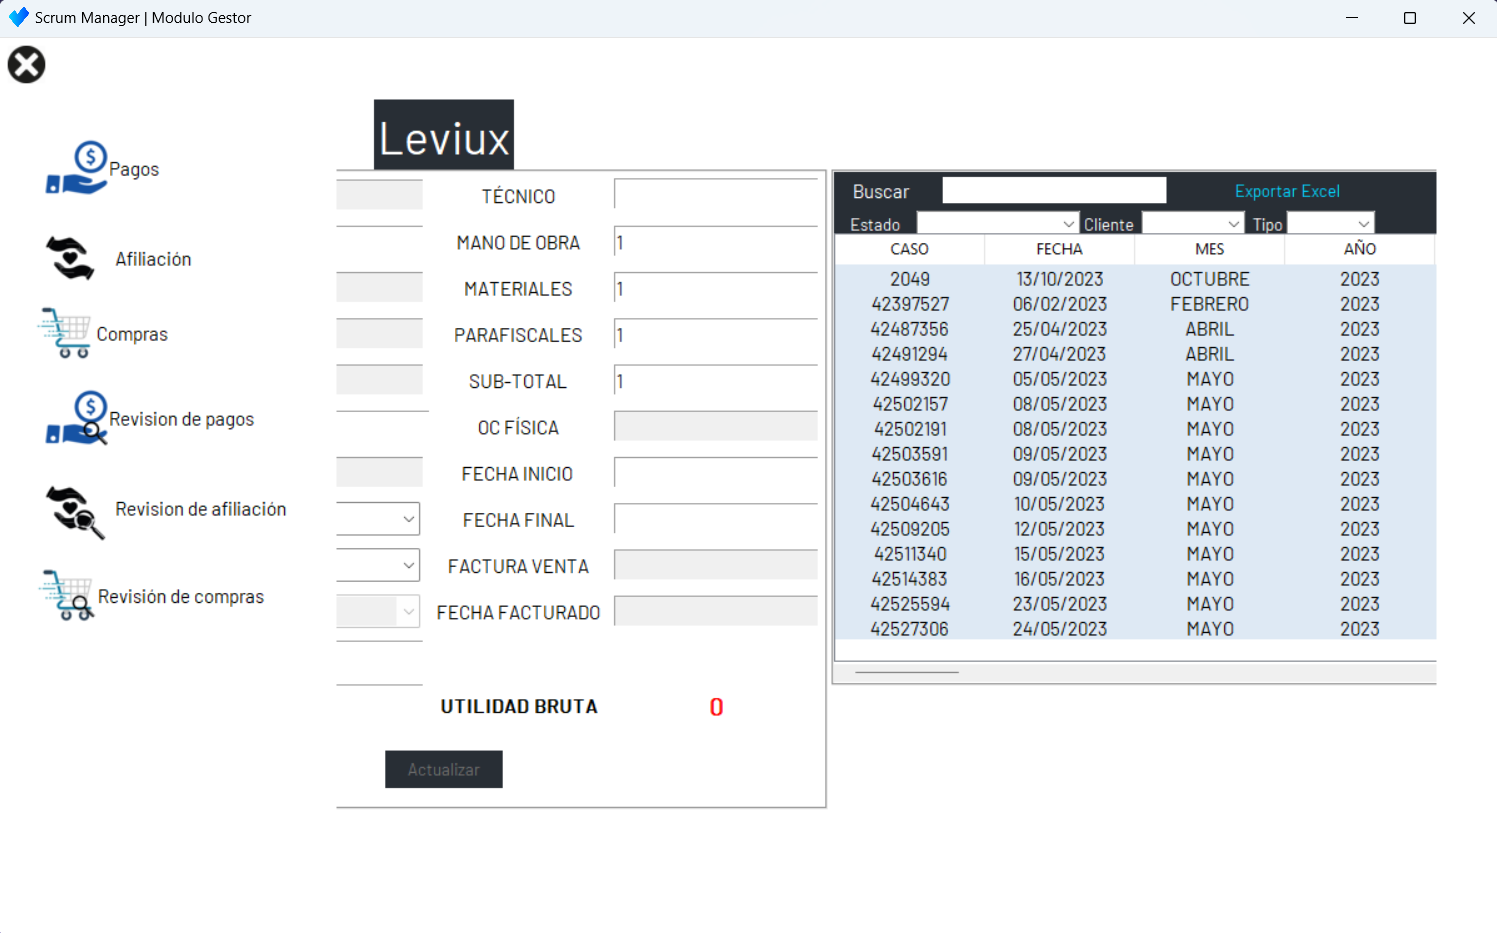 Scrum Manager | Modulo Gestor
Pagos
Afiliación
Compras
Revision de pagos
Revision de afiliación
Revisión de compras
Leviux
TÉCNICO
MANO DE OBRA 1
MATERIALES 1
PARAFISCALES 1
SUB-TOTAL 1
OC FÍSICA
FECHA INICIO
FECHA FINAL
FACTURA VENTA
FECHA FACTURADO
UTILIDAD BRUTA 0
Actualizar
Buscar Exportar Excel
Estado Cliente Tipo
CASO FECHA MES AÑO
2049 13/10/2023 OCTUBRE 2023
42397527 06/02/2023 FEBRERO 2023
42487356 25/04/2023 ABRIL 2023
42491294 27/04/2023 ABRIL 2023
42499320 05/05/2023 MAYO 2023
42502157 08/05/2023 MAYO 2023
42502191 08/05/2023 MAYO 2023
42503591 09/05/2023 MAYO 2023
42503616 09/05/2023 MAYO 2023
42504643 10/05/2023 MAYO 2023
42509205 12/05/2023 MAYO 2023
42511340 15/05/2023 MAYO 2023
42514383 16/05/2023 MAYO 2023
42525594 23/05/2023 MAYO 2023
42527306 24/05/2023 MAYO 2023